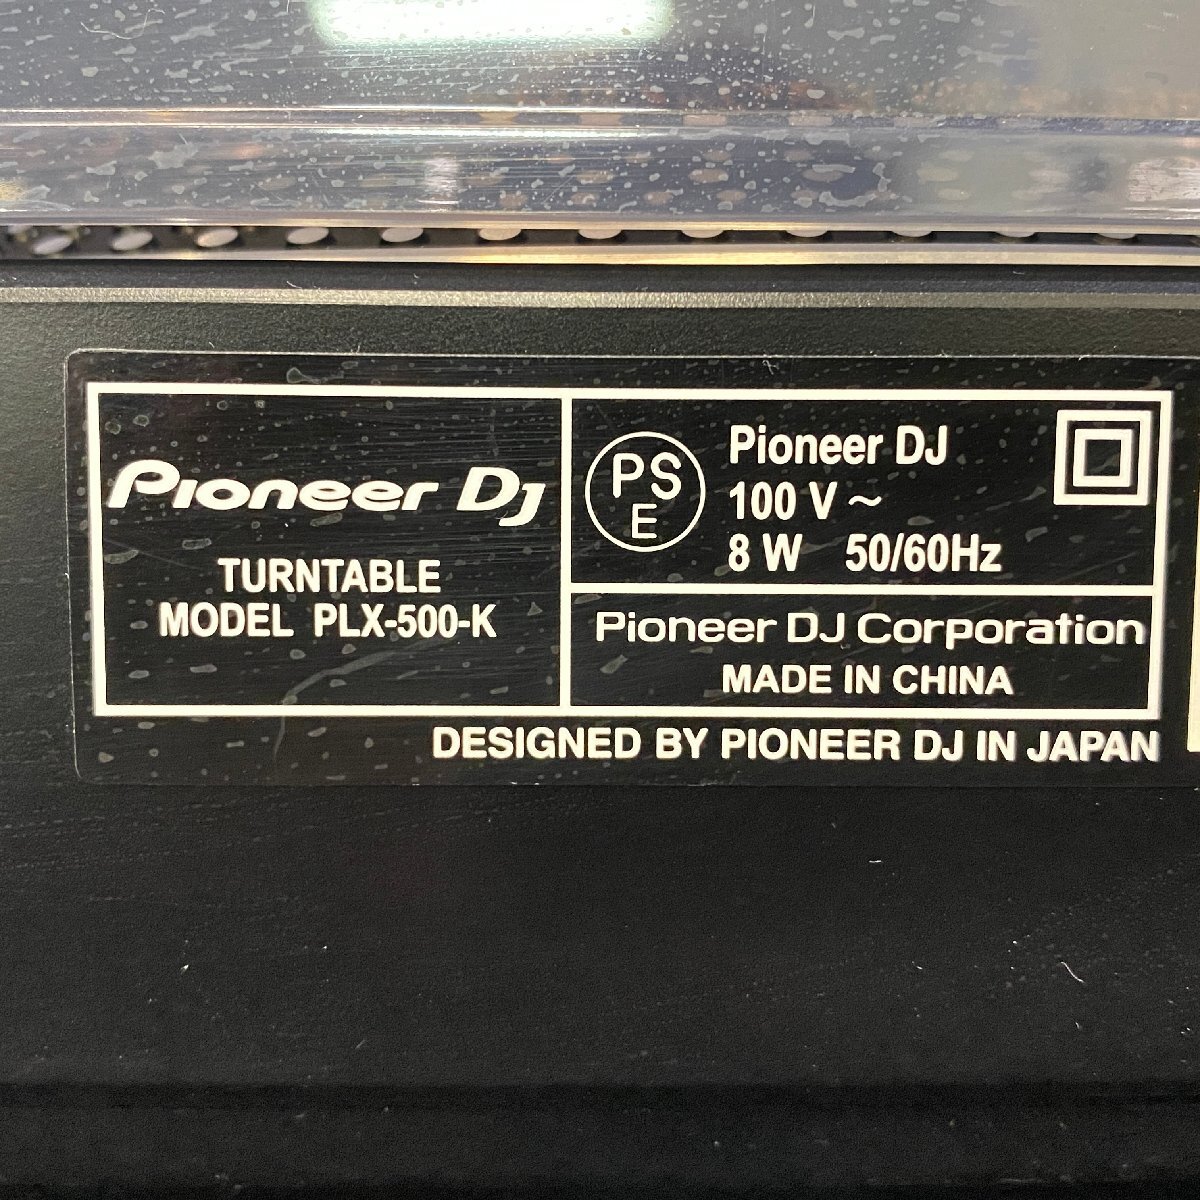 Pioneer DJ
TURNTABLE
MODEL PLX-500-K
PS
E
Pioneer DJ
100 V ~
8 W 50/60Hz
Pioneer DJ Corporation
MADE IN CHINA
DESIGNED BY PIONEER DJ IN JAPAN